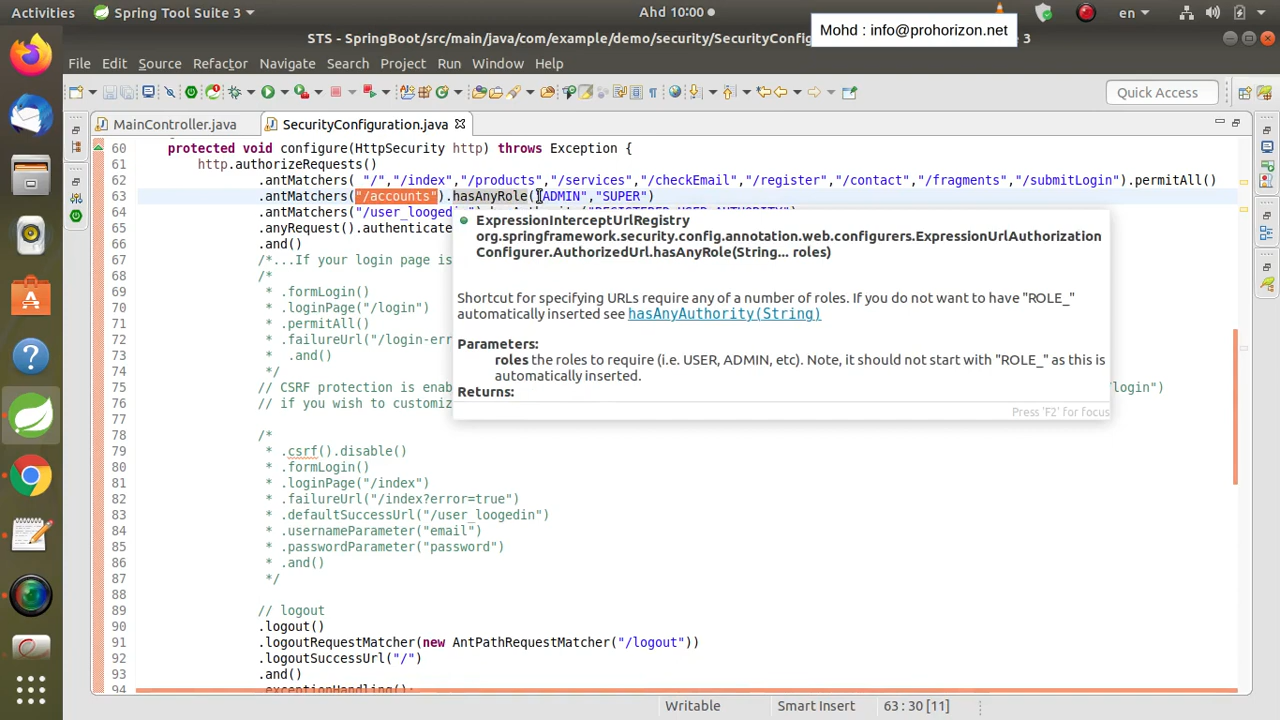 Activities
Spring Tool Suite 3
Ahd 10:00
en
Mohd : info@prohorizon.net
STS - SpringBoot/src/main/java/com/example/demo/security/SecurityConfig
3
File Edit Source Refactor Navigate Search Project Run Window Help
Quick Access
MainController.java
SecurityConfiguration.java
60 protected void configure(HttpSecurity http) throws Exception {
61 http.authorizeRequests()
62 .antMatchers( "/","/index","/products","/services","/checkEmail","/register","/contact","/fragments","/submitLogin").permitAll()
63 .antMatchers("/accounts").hasAnyRole("ADMIN","SUPER")
64 .antMatchers("/user_loogedin").hasAuthority("REGISTERED_USER_AUTHORITY")
65 .anyRequest().authenticate
66 .and()
67 /*...If your login page is
68 /*
69 * .formLogin()
70 * .loginPage("/login")
71 * .permitAll()
72 * .failureUrl("/login-err
73 * .and()
74 */
75 // CSRF protection is enab
/login")
76 // if you wish to customiz
77
78 /*
79 * .csrf().disable()
80 * .formLogin()
81 * .loginPage("/index")
82 * .failureUrl("/index?error=true")
83 * .defaultSuccessUrl("/user_loogedin")
84 * .usernameParameter("email")
85 * .passwordParameter("password")
86 * .and()
87 */
88
89 // logout
90 .logout()
91 .logoutRequestMatcher(new AntPathRequestMatcher("/logout"))
92 .logoutSuccessUrl("/")
93 .and()
94 .exceptionHandling();
ExpressionInterceptUrlRegistry
org.springframework.security.config.annotation.web.configurers.ExpressionUrlAuthorization
Configurer.AuthorizedUrl.hasAnyRole(String... roles)
Shortcut for specifying URLs require any of a number of roles. If you do not want to have "ROLE_"
automatically inserted see hasAnyAuthority(String)
Parameters:
roles the roles to require (i.e. USER, ADMIN, etc). Note, it should not start with "ROLE_" as this is
automatically inserted.
Returns:
Press 'F2' for focus
Writable
Smart Insert
63 : 30 [11]